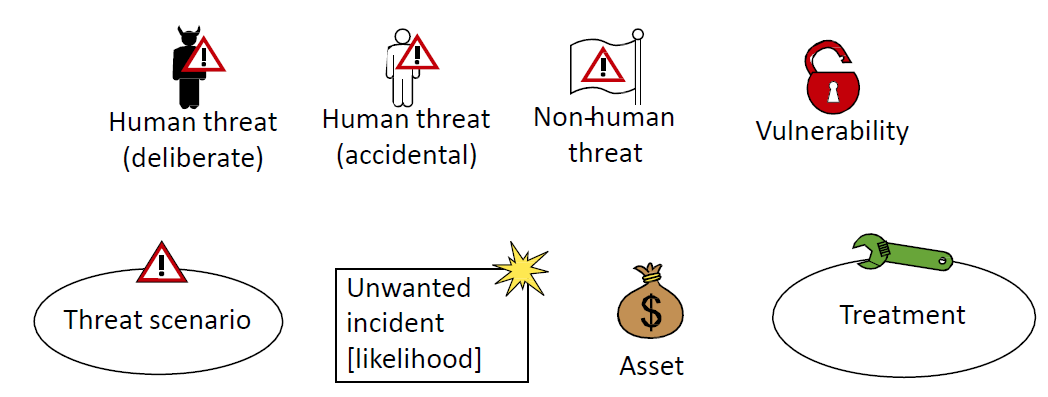 Human threat
(deliberate)
Human threat
(accidental)
Non-human
threat
Vulnerability
Threat scenario
Unwanted
incident
[likelihood]
$
Asset
Treatment